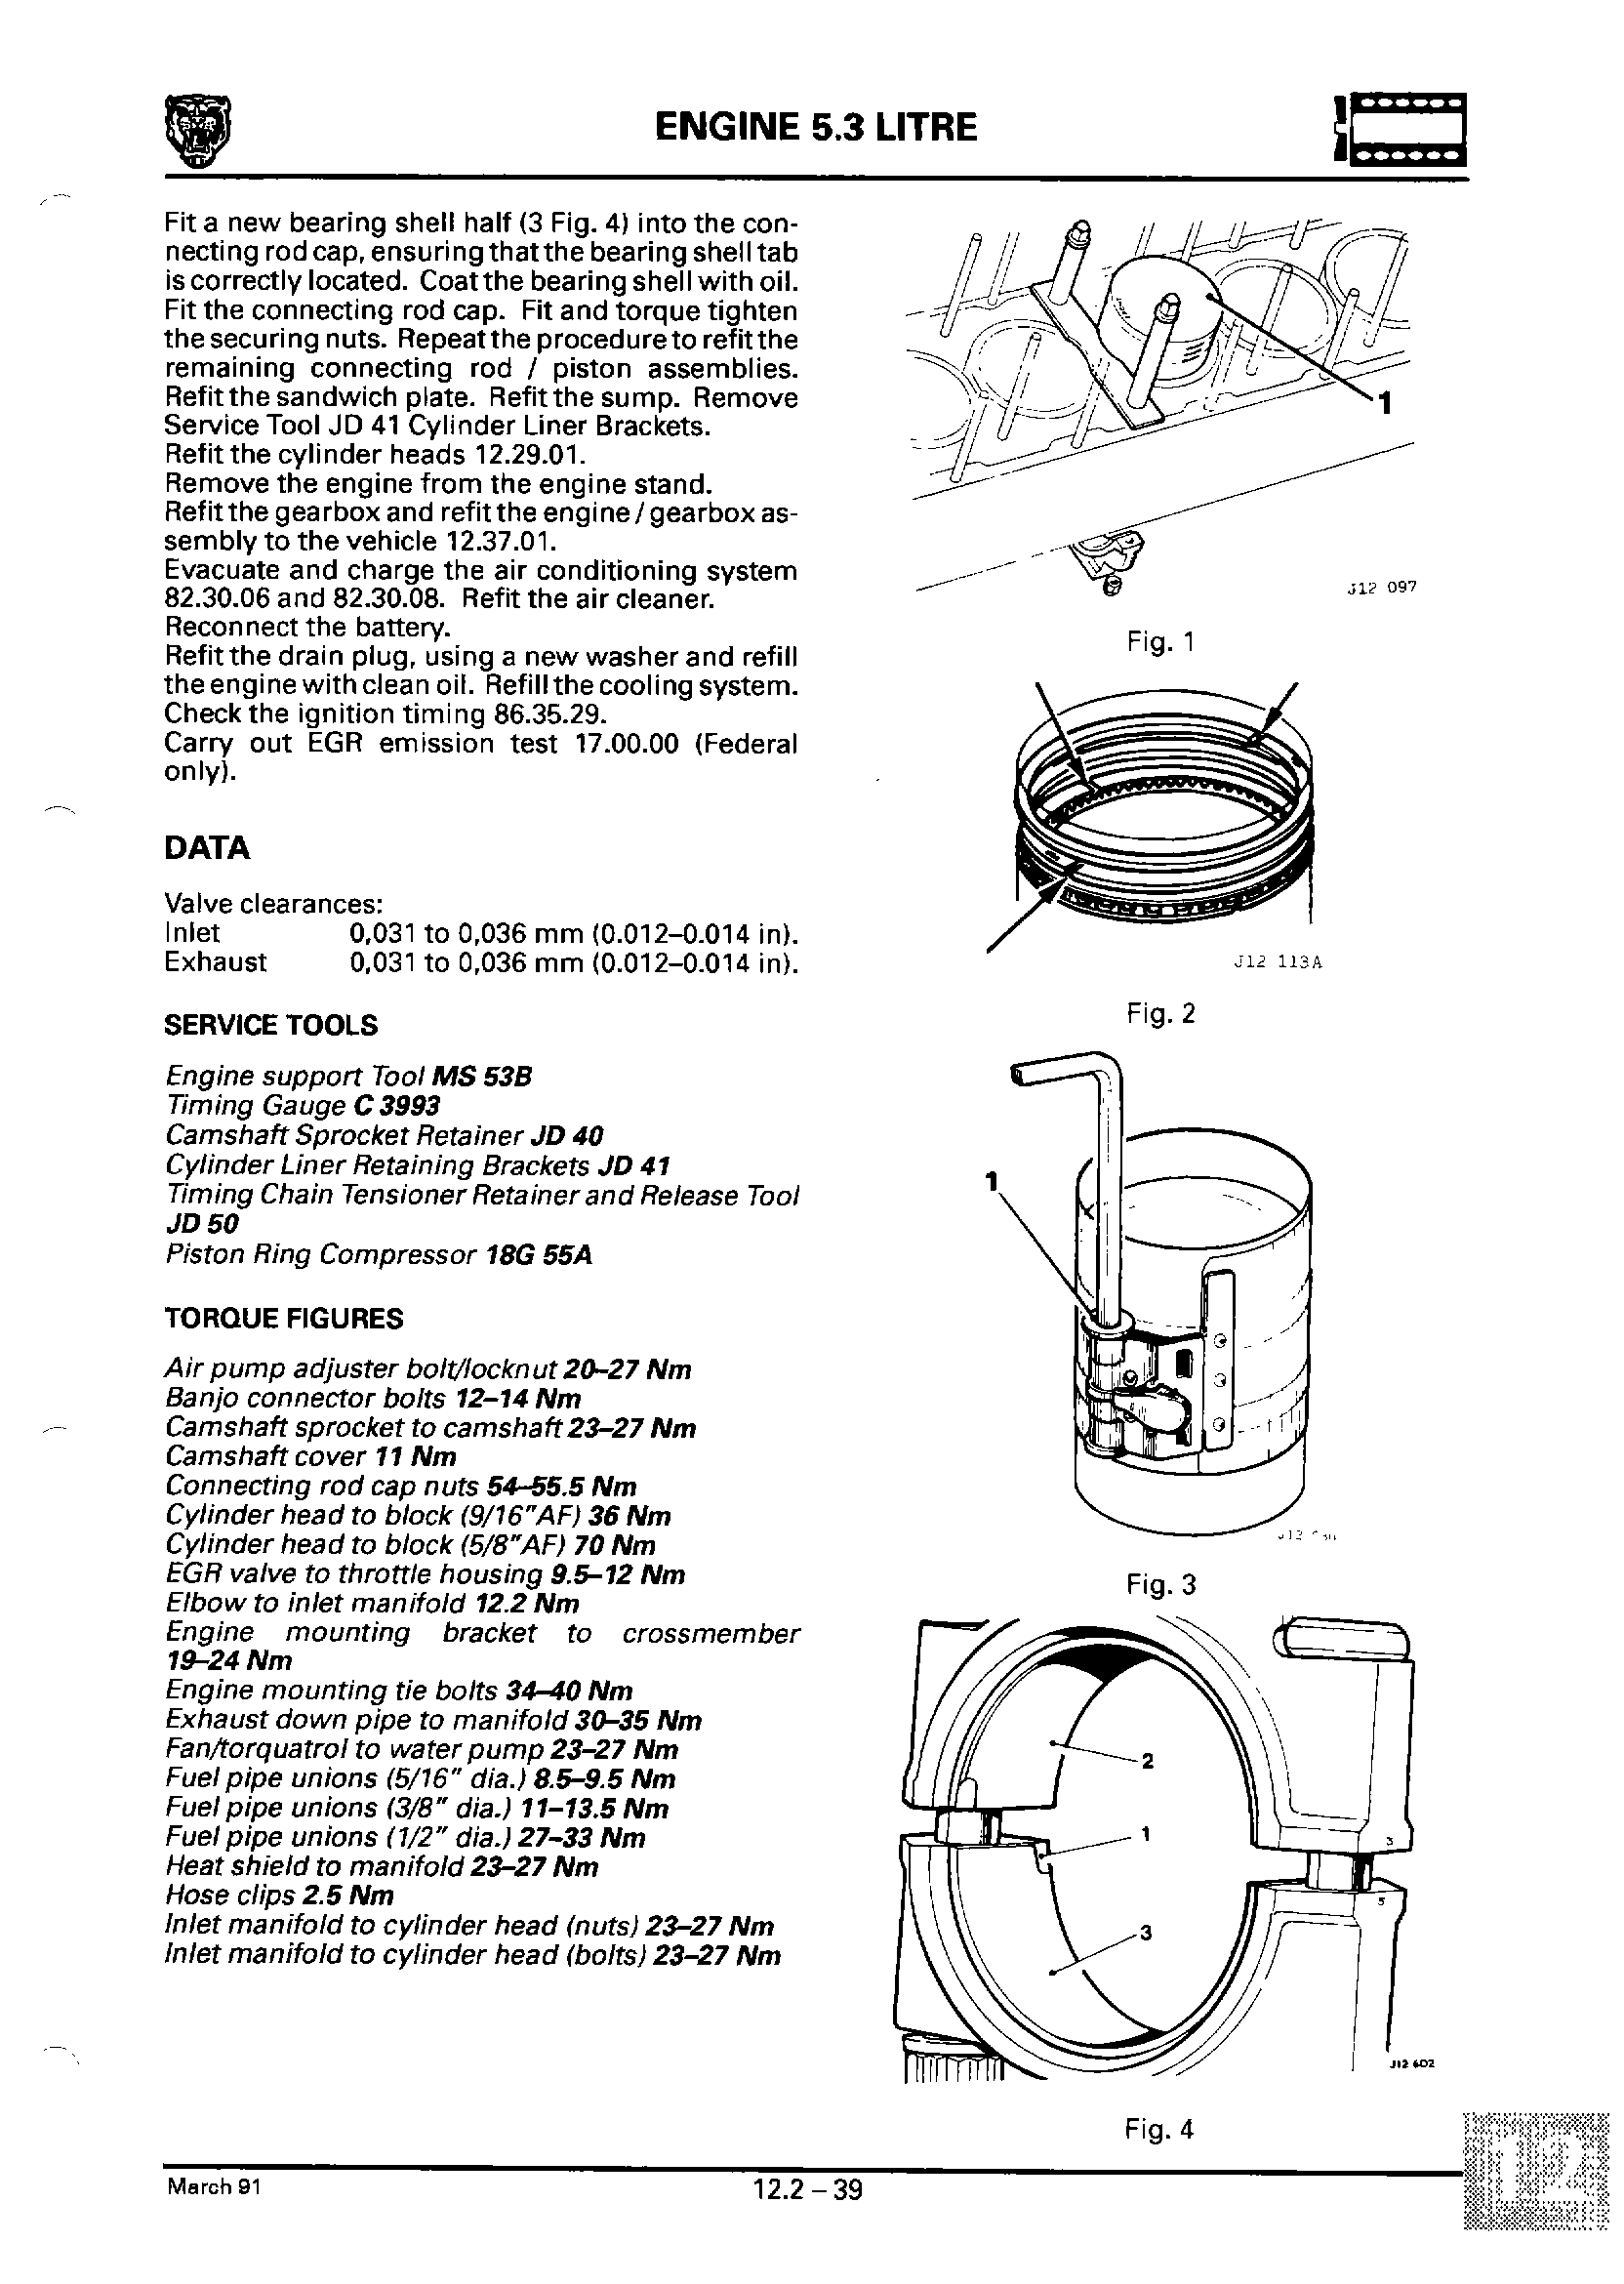 ENGINE 5.3 LITRE
Fit a new bearing shell half (3 Fig. 4) into the con-
necting rod cap, ensuring that the bearing shell tab
is correctly located. Coat the bearing shell with oil.
Fit the connecting rod cap. Fit and torque tighten
the securing nuts. Repeat the procedure to refit the
remaining connecting rod / piston assemblies.
Refit the sandwich plate. Refit the sump. Remove
Service Tool JD 41 Cylinder Liner Brackets.
Refit the cylinder heads 12.29.01.
Remove the engine from the engine stand.
Refit the gearbox and refit the engine / gearbox as-
sembly to the vehicle 12.37.01.
Evacuate and charge the air conditioning system
82.30.06 and 82.30.08. Refit the air cleaner.
Reconnect the battery.
Refit the drain plug, using a new washer and refill
the engine with clean oil. Refill the cooling system.
Check the ignition timing 86.35.29.
Carry out EGR emission test 17.00.00 (Federal
only).
DATA
Valve clearances:
Inlet 0,031 to 0,036 mm (0.012–0.014 in).
Exhaust 0,031 to 0,036 mm (0.012–0.014 in).
SERVICE TOOLS
Engine support Tool MS 53B
Timing Gauge C 3993
Camshaft Sprocket Retainer JD 40
Cylinder Liner Retaining Brackets JD 41
Timing Chain Tensioner Retainer and Release Tool
JD 50
Piston Ring Compressor 18G 55A
TORQUE FIGURES
Air pump adjuster bolt/locknut 20–27 Nm
Banjo connector bolts 12–14 Nm
Camshaft sprocket to camshaft 23–27 Nm
Camshaft cover 11 Nm
Connecting rod cap nuts 54–55.5 Nm
Cylinder head to block (9/16"AF) 36 Nm
Cylinder head to block (5/8"AF) 70 Nm
EGR valve to throttle housing 9.5–12 Nm
Elbow to inlet manifold 12.2 Nm
Engine mounting bracket to crossmember
19–24 Nm
Engine mounting tie bolts 34–40 Nm
Exhaust down pipe to manifold 30–35 Nm
Fan/torquatrol to water pump 23–27 Nm
Fuel pipe unions (5/16" dia.) 8.5–9.5 Nm
Fuel pipe unions (3/8" dia.) 11–13.5 Nm
Fuel pipe unions (1/2" dia.) 27–33 Nm
Heat shield to manifold 23–27 Nm
Hose clips 2.5 Nm
Inlet manifold to cylinder head (nuts) 23–27 Nm
Inlet manifold to cylinder head (bolts) 23–27 Nm
1
J12 097
Fig. 1
J12 113A
Fig. 2
1
Fig. 3
2
1
3
3
5
J12 602
Fig. 4
12
March 91
12.2 – 39